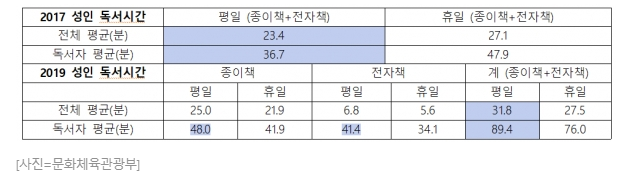 2017 성인 독서시간 평일 (종이책+전자책) 휴일 (종이책+전자책)
전체 평균(분) 23.4 27.1
독서자 평균(분) 36.7 47.9
2019 성인 독서시간 종이책 전자책 계 (종이책+전자책)
평일 휴일 평일 휴일 평일 휴일
전체 평균(분) 25.0 21.9 6.8 5.6 31.8 27.5
독서자 평균(분) 48.0 41.9 41.4 34.1 89.4 76.0
[사진=문화체육관광부]